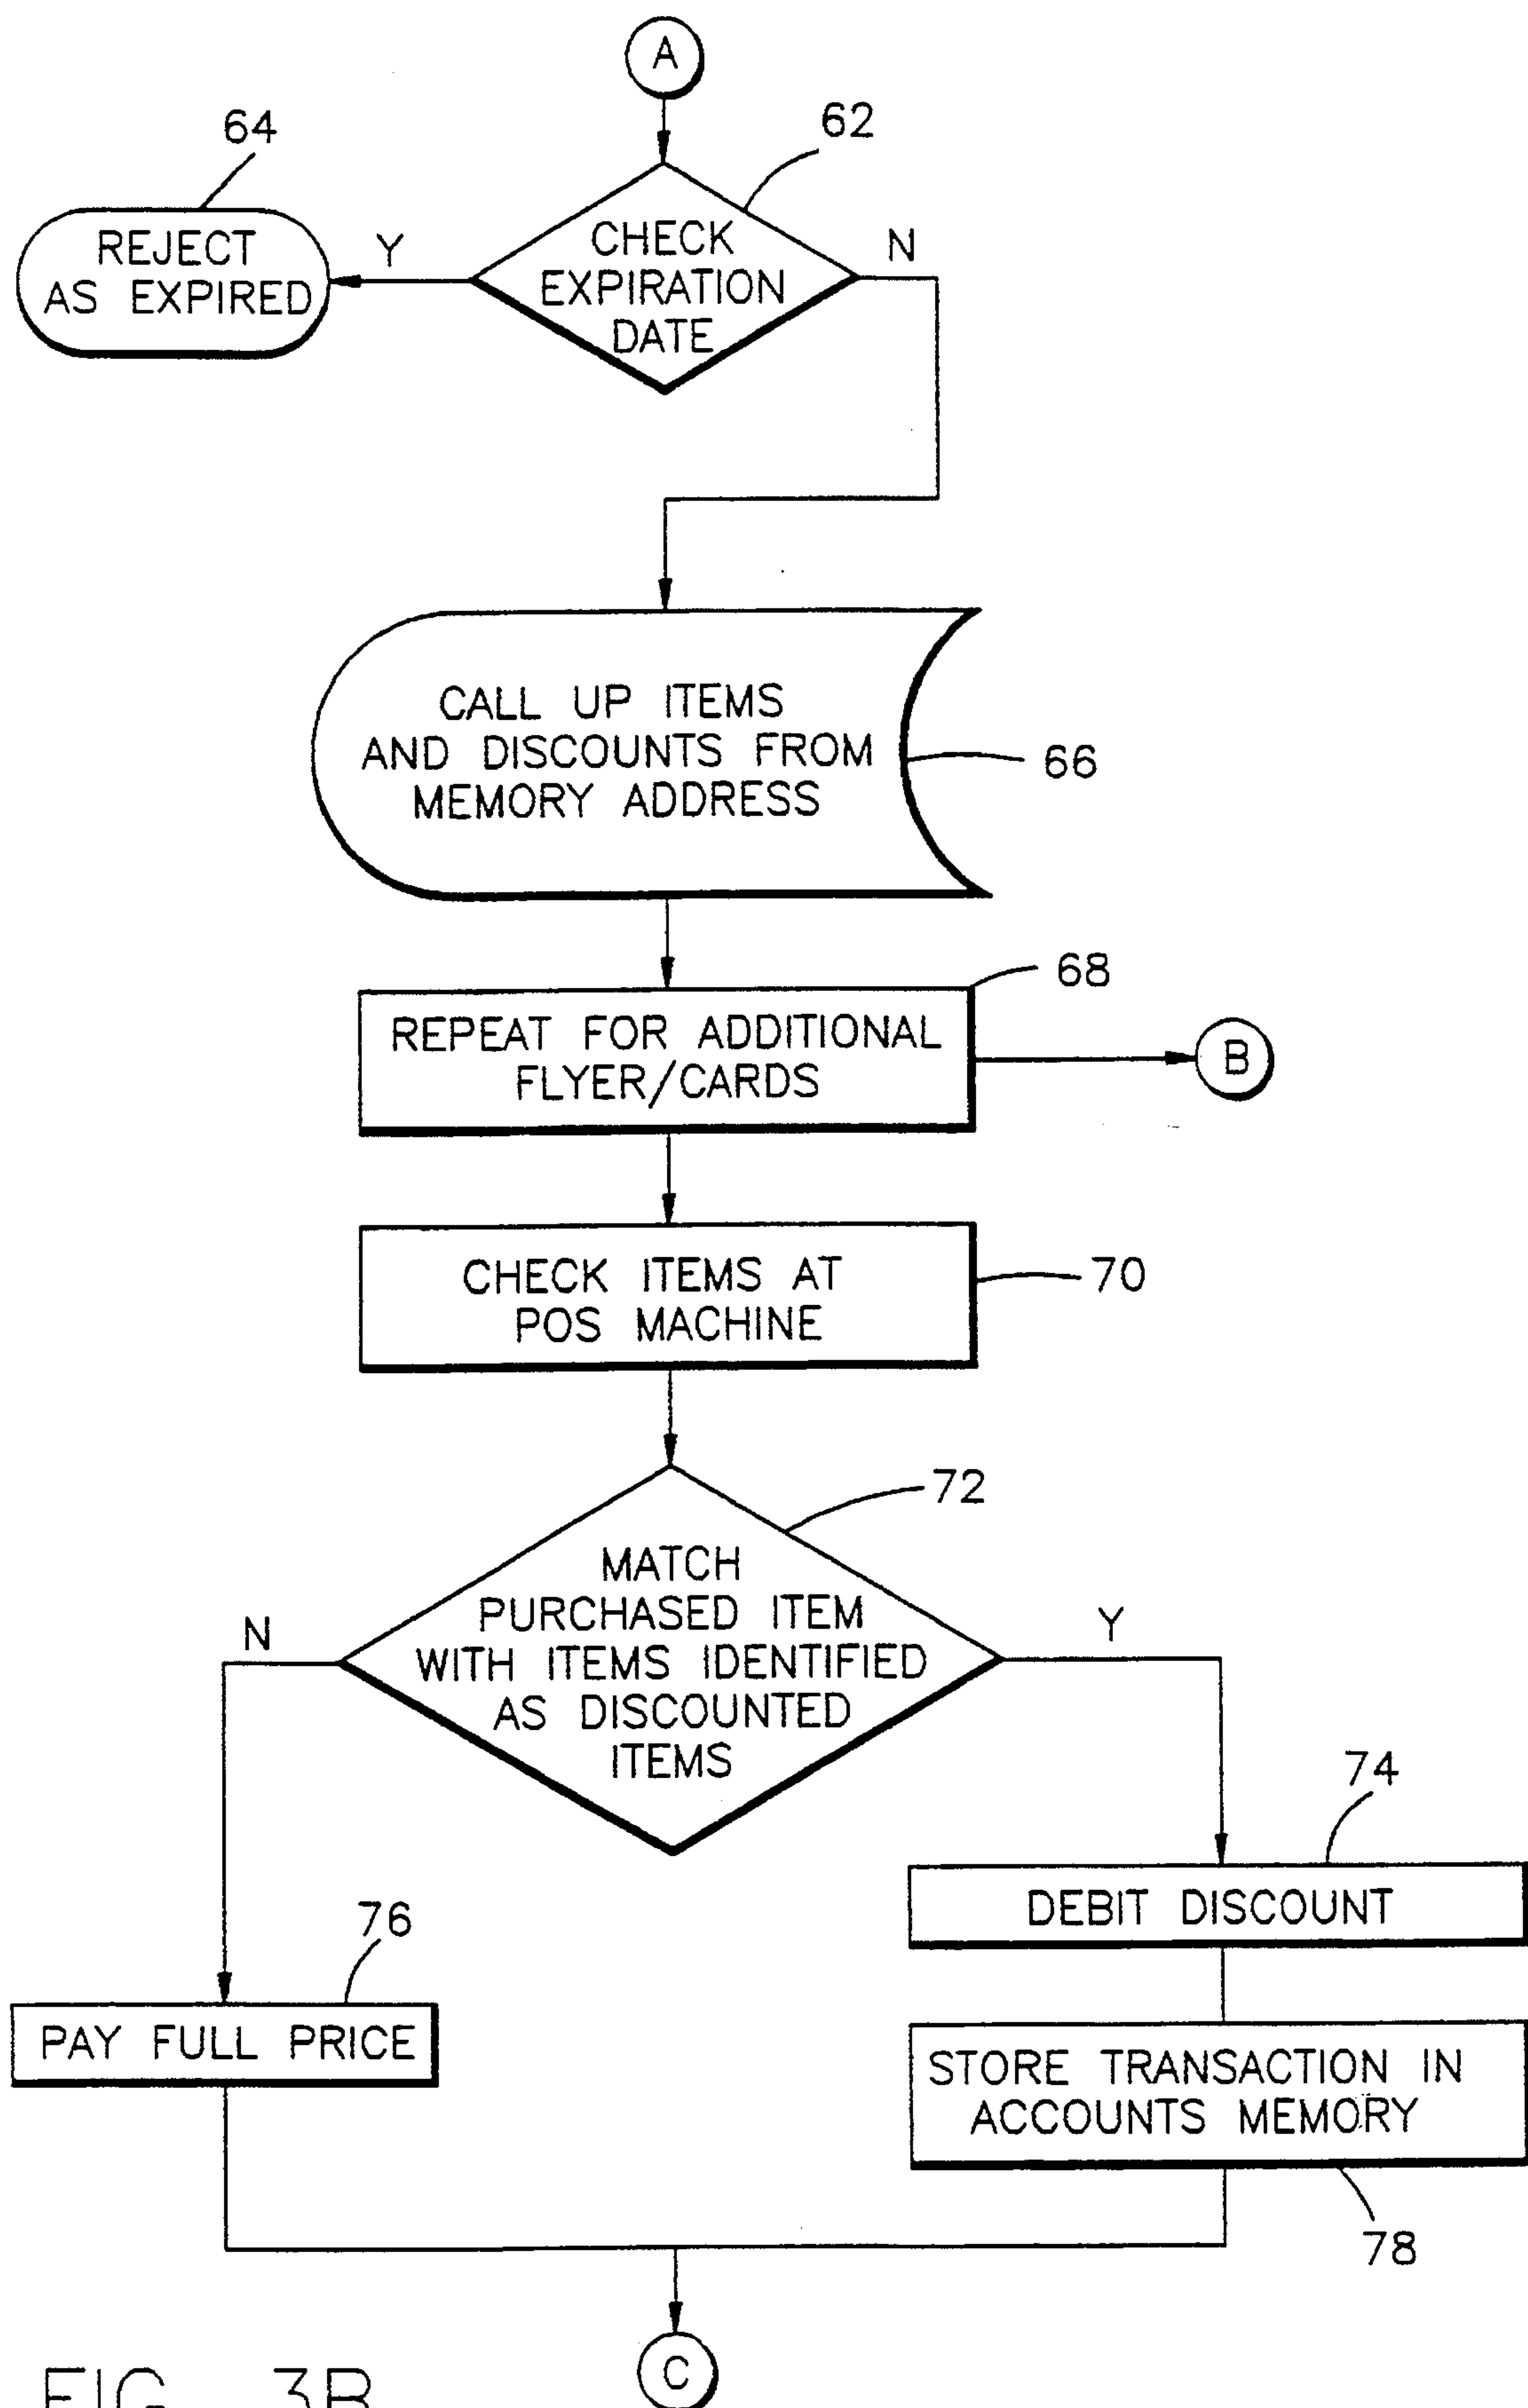 A
64
62
REJECT
AS EXPIRED
Y
CHECK
EXPIRATION
DATE
N
CALL UP ITEMS
AND DISCOUNTS FROM
MEMORY ADDRESS
66
68
REPEAT FOR ADDITIONAL
FLYER/CARDS
B
CHECK ITEMS AT
POS MACHINE
70
72
MATCH
PURCHASED ITEM
WITH ITEMS IDENTIFIED
AS DISCOUNTED
ITEMS
N
Y
74
DEBIT DISCOUNT
76
PAY FULL PRICE
STORE TRANSACTION IN
ACCOUNTS MEMORY
78
C
FIG. 3B